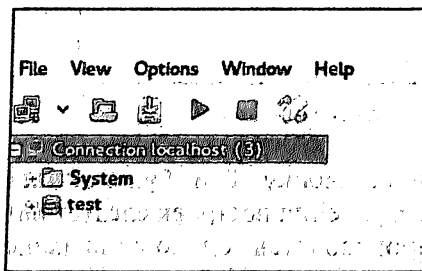 File View Options Window Help
Connection localhost (3)
System
test